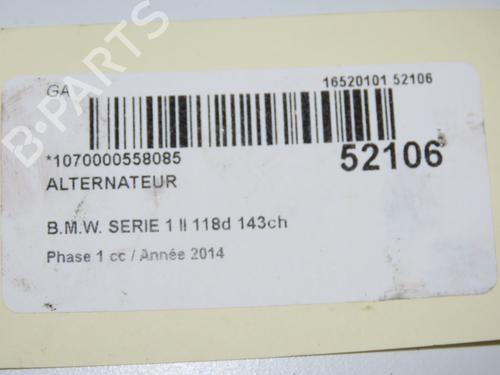 B-PARTS
GA
16520101 52106
*1070000558085
52106
ALTERNATEUR
B.M.W. SERIE 1 II 118d 143ch
Phase 1 cc / Année 2014